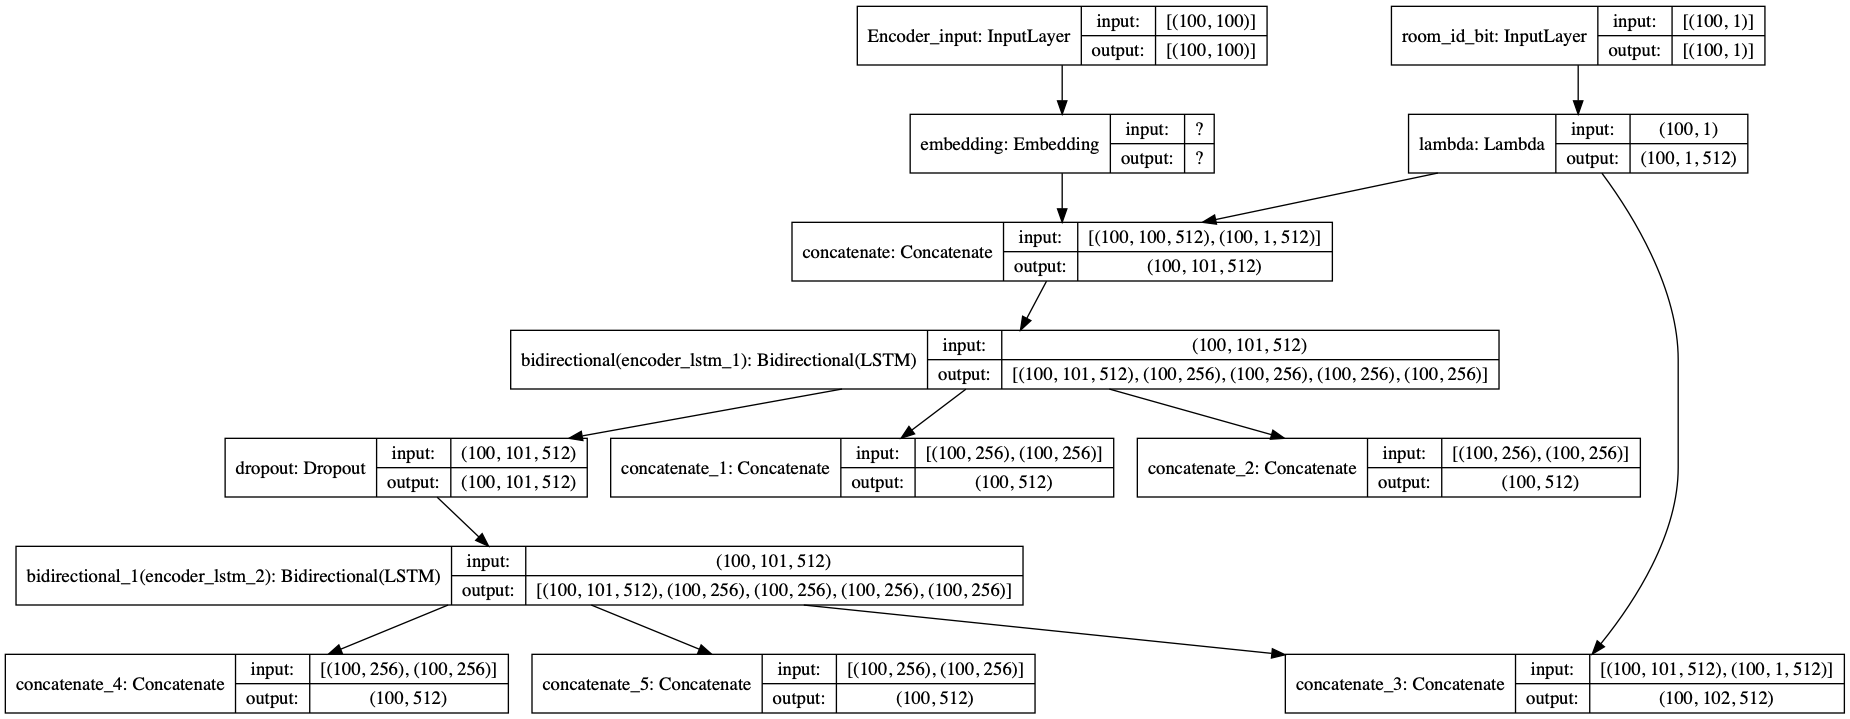 Encoder_input: InputLayer
input: [(100, 100)]
output: [(100, 100)]
room_id_bit: InputLayer
input: [(100, 1)]
output: [(100, 1)]
embedding: Embedding
input: ?
output: ?
lambda: Lambda
input: (100, 1)
output: (100, 1, 512)
concatenate: Concatenate
input: [(100, 100, 512), (100, 1, 512)]
output: (100, 101, 512)
bidirectional(encoder_lstm_1): Bidirectional(LSTM)
input: (100, 101, 512)
output: [(100, 101, 512), (100, 256), (100, 256), (100, 256), (100, 256)]
dropout: Dropout
input: (100, 101, 512)
output: (100, 101, 512)
concatenate_1: Concatenate
input: [(100, 256), (100, 256)]
output: (100, 512)
concatenate_2: Concatenate
input: [(100, 256), (100, 256)]
output: (100, 512)
bidirectional_1(encoder_lstm_2): Bidirectional(LSTM)
input: (100, 101, 512)
output: [(100, 101, 512), (100, 256), (100, 256), (100, 256), (100, 256)]
concatenate_4: Concatenate
input: [(100, 256), (100, 256)]
output: (100, 512)
concatenate_5: Concatenate
input: [(100, 256), (100, 256)]
output: (100, 512)
concatenate_3: Concatenate
input: [(100, 101, 512), (100, 1, 512)]
output: (100, 102, 512)